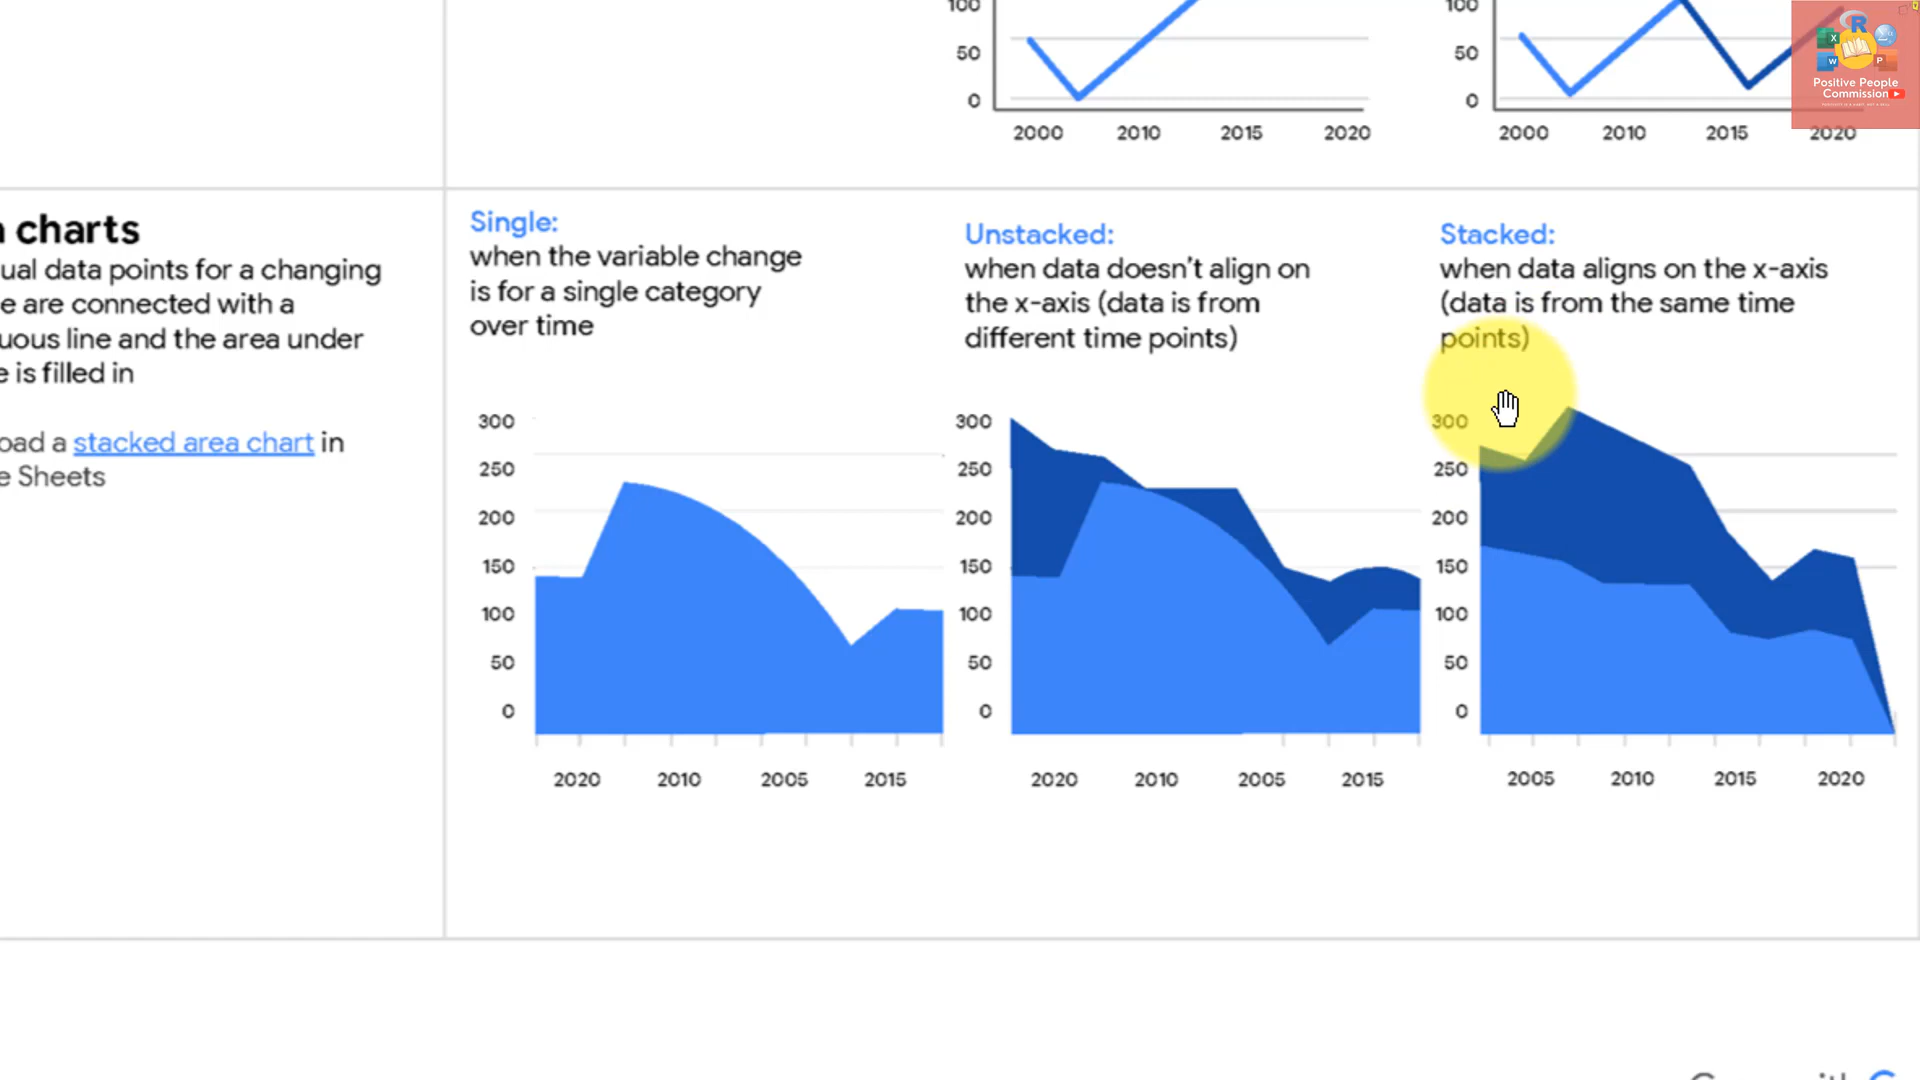 100
50
0
2000 2010 2015 2020
100
50
0
2000 2010 2015 2020
Positive People
Commission
charts
ual data points for a changing
e are connected with a
uous line and the area under
e is filled in
oad a stacked area chart in
e Sheets
Single:
when the variable change
is for a single category
over time
300
250
200
150
100
50
0
2020 2010 2005 2015
Unstacked:
when data doesn't align on
the x-axis (data is from
different time points)
300
250
200
150
100
50
0
2020 2010 2005 2015
Stacked:
when data aligns on the x-axis
(data is from the same time
points)
300
250
200
150
100
50
0
2005 2010 2015 2020